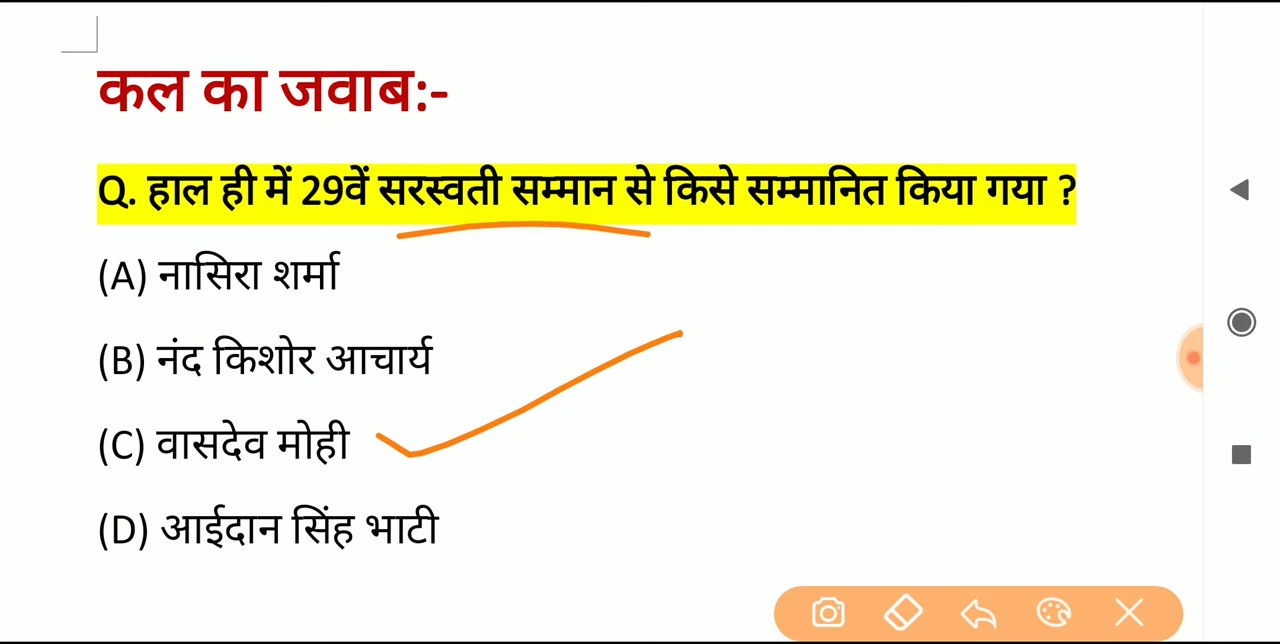 कल का जवाब:-
Q. हाल ही में 29वें सरस्वती सम्मान से किसे सम्मानित किया गया ?
(A) नासिरा शर्मा
(B) नंद किशोर आचार्य
(C) वासदेव मोही
(D) आईदान सिंह भाटी